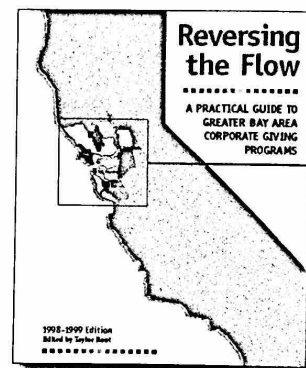 Reversing
the Flow
A PRACTICAL GUIDE TO
GREATER BAY AREA
CORPORATE GIVING
PROGRAMS
1998-1999 Edition
Edited by Taylor Root